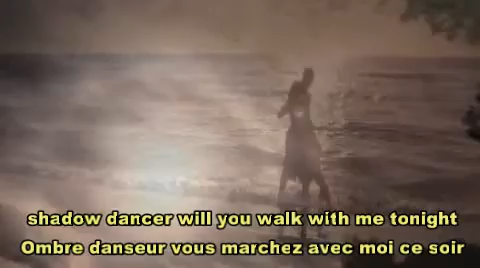 shadow dancer will you walk with me tonight
Ombre danseur vous marchez avec moi ce soir